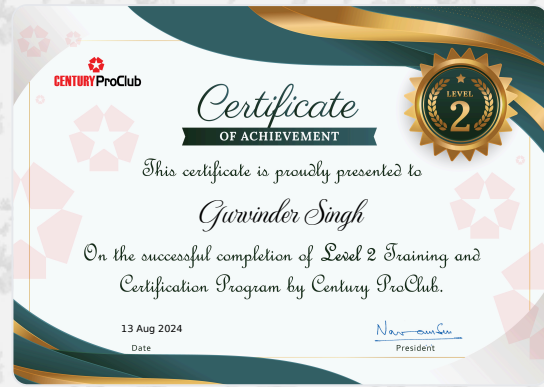 CENTURY ProClub
Certificate
OF ACHIEVEMENT
LEVEL
2
This certificate is proudly presented to
Gurvinder Singh
On the successful completion of Level 2 Training and
Certification Program by Century ProClub.
13 Aug 2024
Date
President